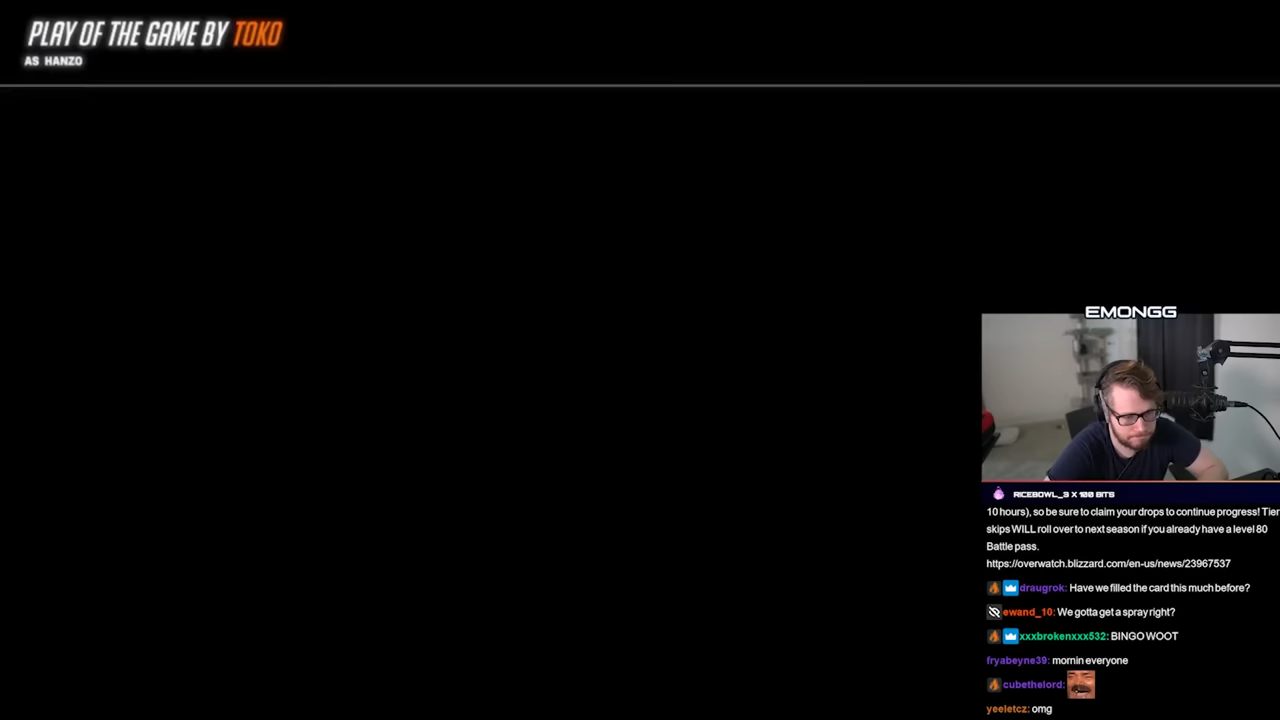 PLAY OF THE GAME BY TOKO
AS HANZO
EMONGG
RICEBOWL_3 X 100 BITS
10 hours), so be sure to claim your drops to continue progress! Tier
skips WILL roll over to next season if you already have a level 80
Battle pass.
https://overwatch.blizzard.com/en-us/news/23967537
draugrok: Have we filled the card this much before?
ewand_10: We gotta get a spray right?
xxxbrokenxxx532: BINGO WOOT
fryabeyne39: mornin everyone
cubethelord:
yeeletcz: omg